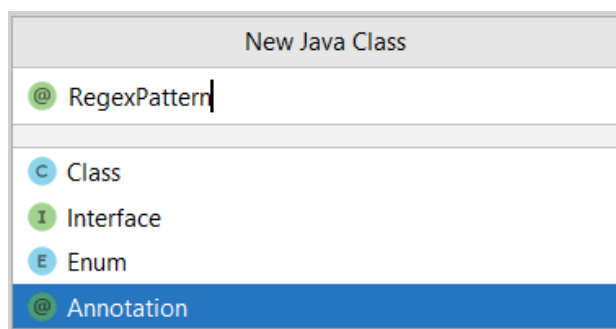 New Java Class
@ RegexPattern
C Class
I Interface
E Enum
@ Annotation